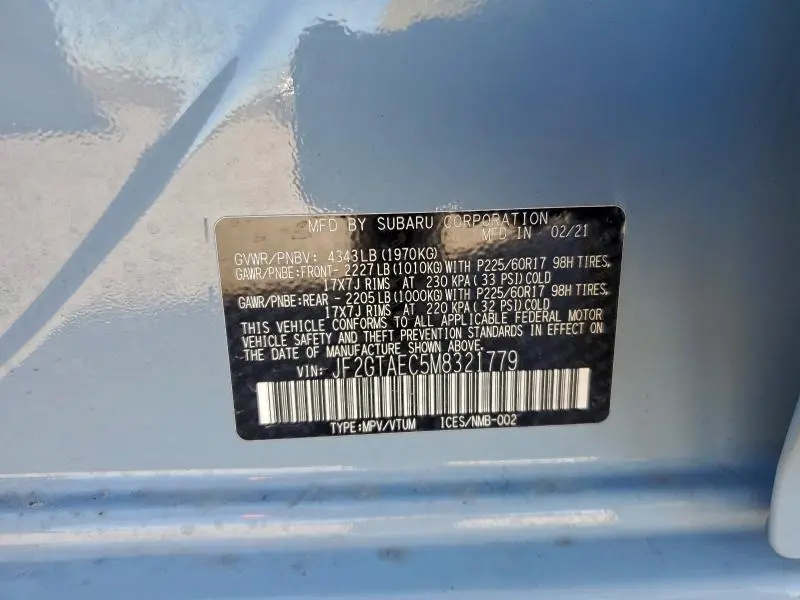 MFD BY SUBARU CORPORATION
MFD IN 02/21
GVWR/PNBV: 4343LB(1970KG)
GAWR/PNBE:FRONT- 2227LB(1010KG)WITH P225/60R17 98H TIRES,
17X7J RIMS AT 230 KPA(33 PSI)COLD
GAWR/PNBE:REAR - 2205LB(1000KG)WITH P225/60R17 98H TIRES,
17X7J RIMS AT 220 KPA(32 PSI)COLD
THIS VEHICLE CONFORMS TO ALL APPLICABLE FEDERAL MOTOR
VEHICLE SAFETY AND THEFT PREVENTION STANDARDS IN EFFECT ON
THE DATE OF MANUFACTURE SHOWN ABOVE.
VIN: JF2GTAEC5M8321779
TYPE:MPV/VTUM ICES/NMB-002